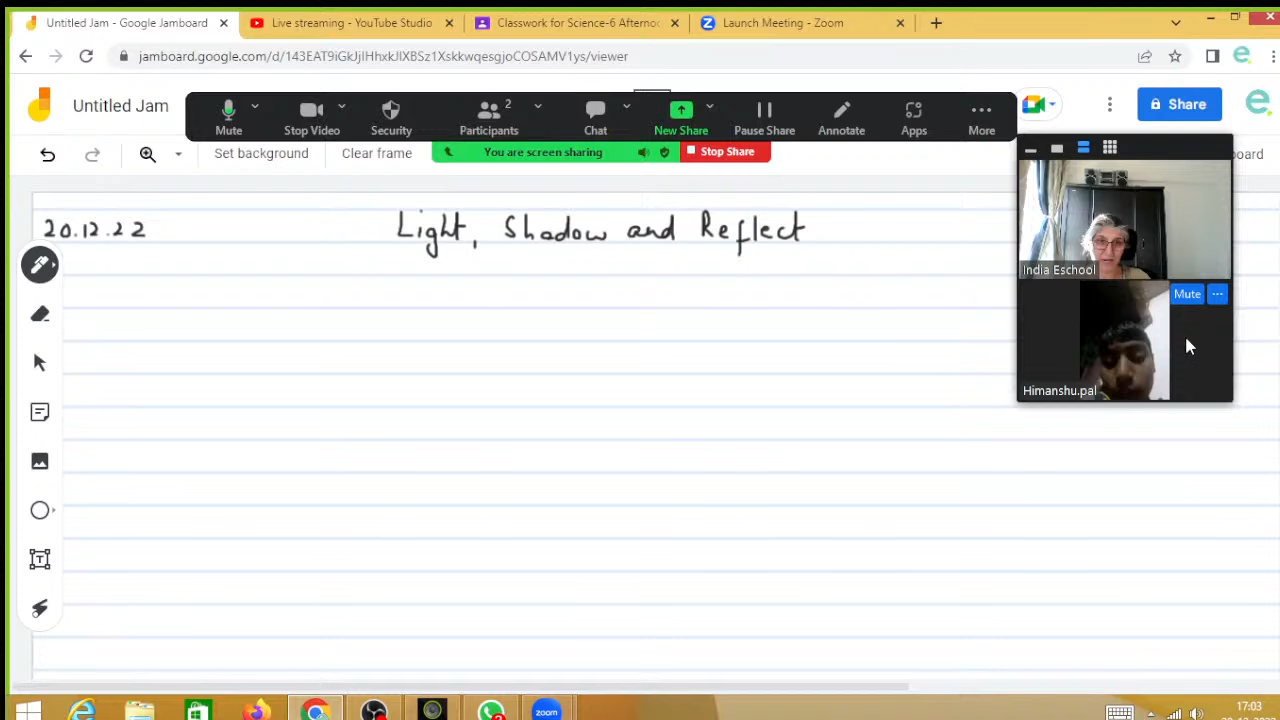 Untitled Jam - Google Jamboard
Live streaming - YouTube Studio
Classwork for Science-6 Afterno
Launch Meeting - Zoom
jamboard.google.com/d/143EAT9iGkJjIHhxkJIXBSz1XskkwqesgjoCOSAMV1ys/viewer
Untitled Jam
Mute
Stop Video
Security
2
Participants
Chat
New Share
Pause Share
Annotate
Apps
More
Share
Set background
Clear frame
You are screen sharing
Stop Share
board
20.12.22
Light, Shadow and Reflect
India Eschool
Mute
Himanshu.pal
zoom
17:03